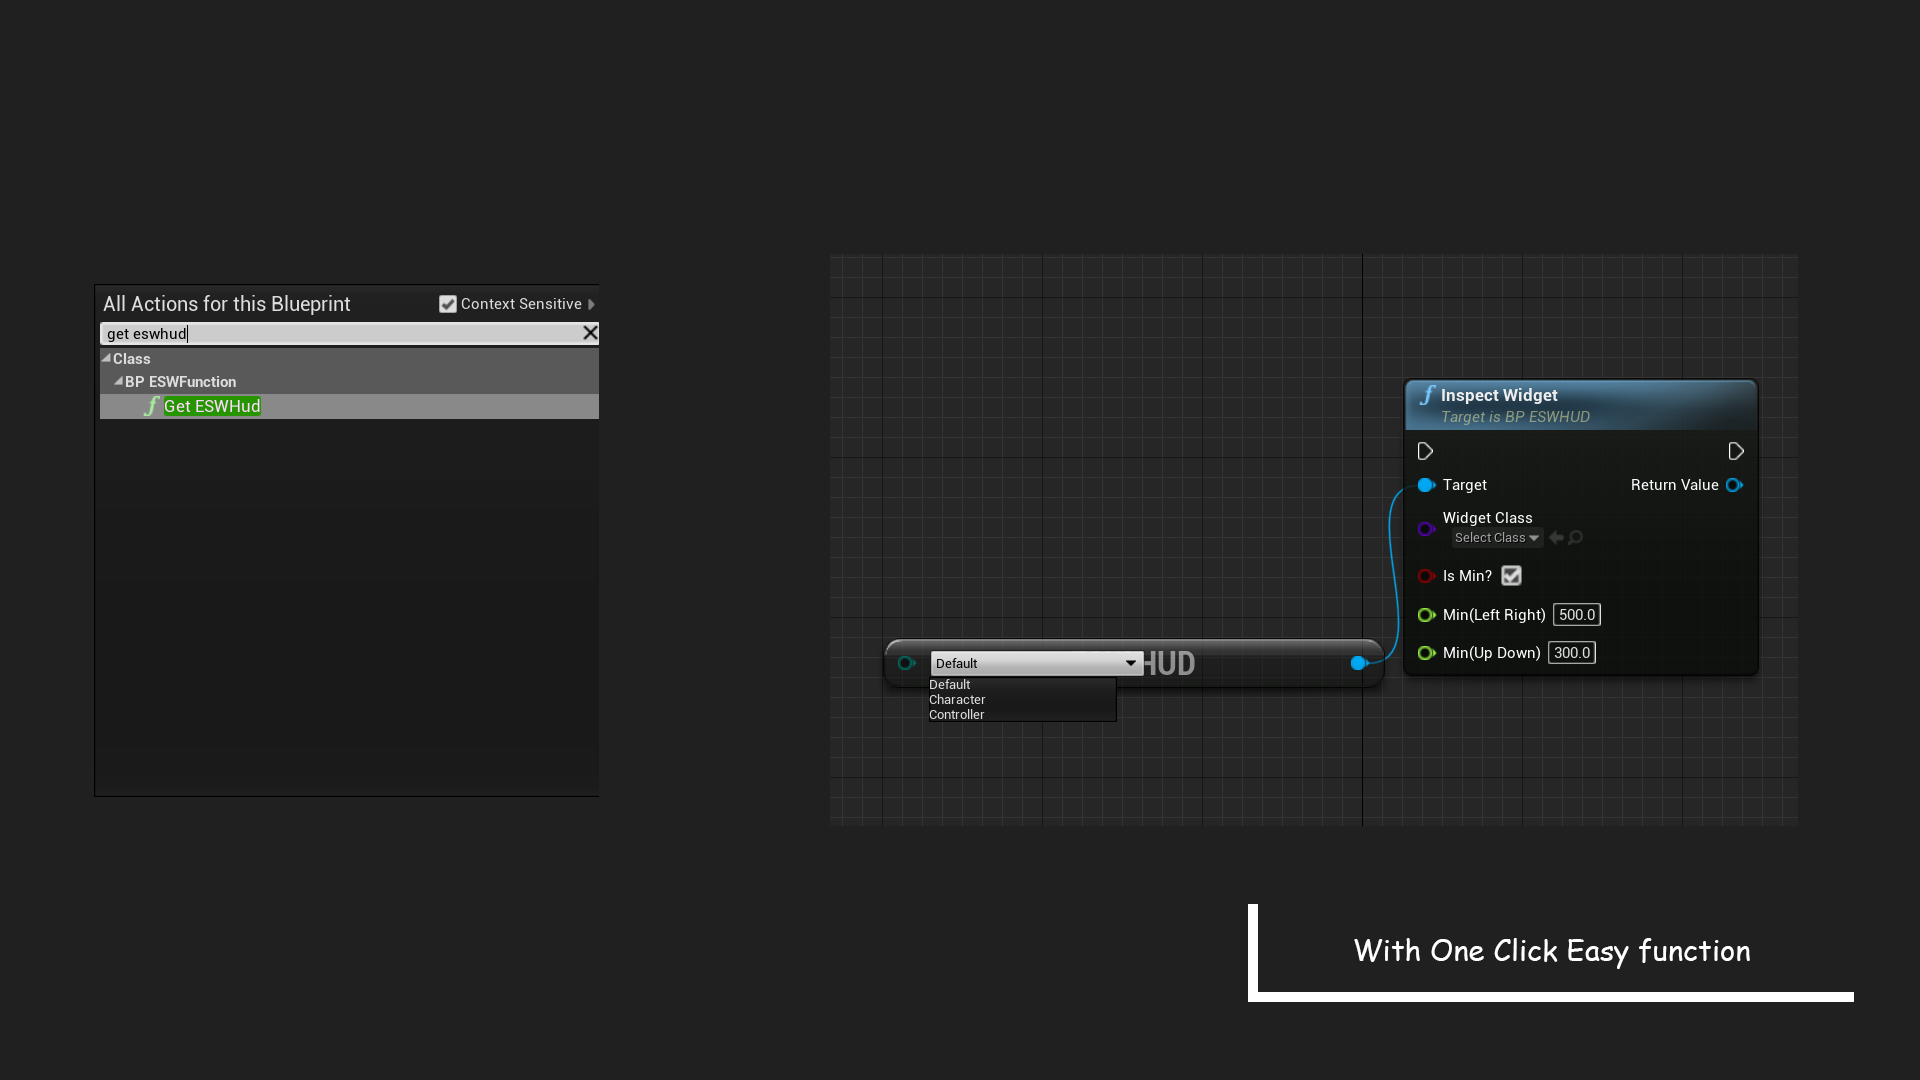 All Actions for this Blueprint
Context Sensitive
get eswhud
Class
BP ESWFunction
f Get ESWHud
f Inspect Widget
Target is BP ESWHUD
Target
Return Value
Widget Class
Select Class
Is Min?
Min(Left Right) 500.0
Min(Up Down) 300.0
Default
HUD
Default
Character
Controller
With One Click Easy function